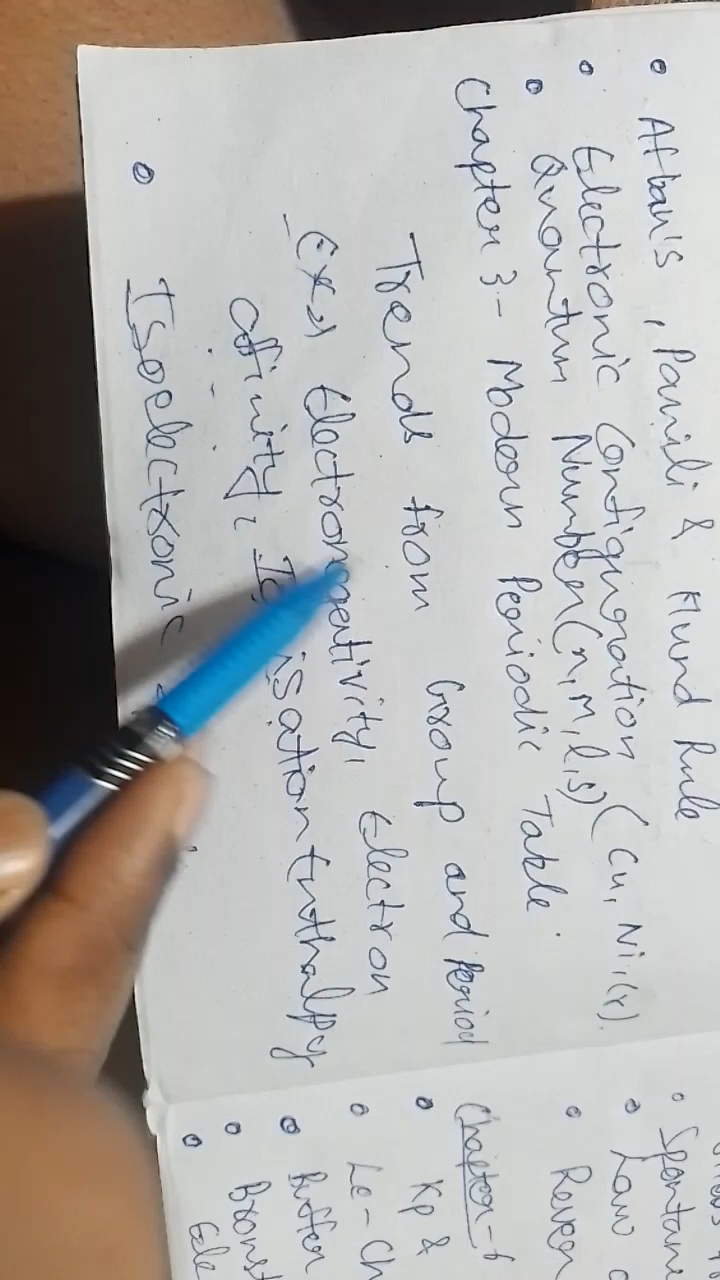 • Afbau's, Paulli & Hund Rule
• Electronic Configuration (Cu, Ni, Cr).
• Quantum Number (n, m, l, s)
Chapter 3 - Modern Periodic Table.
Trends from Group and Period
Ex → Electronegativity, Electron
affinity, Ionisation Enthalpy
• Isoelectronic
• Spontane
• Law
• Rever
Chapter - 6
• Kp &
• Le - Ch
• Buffer
• Bronst
•